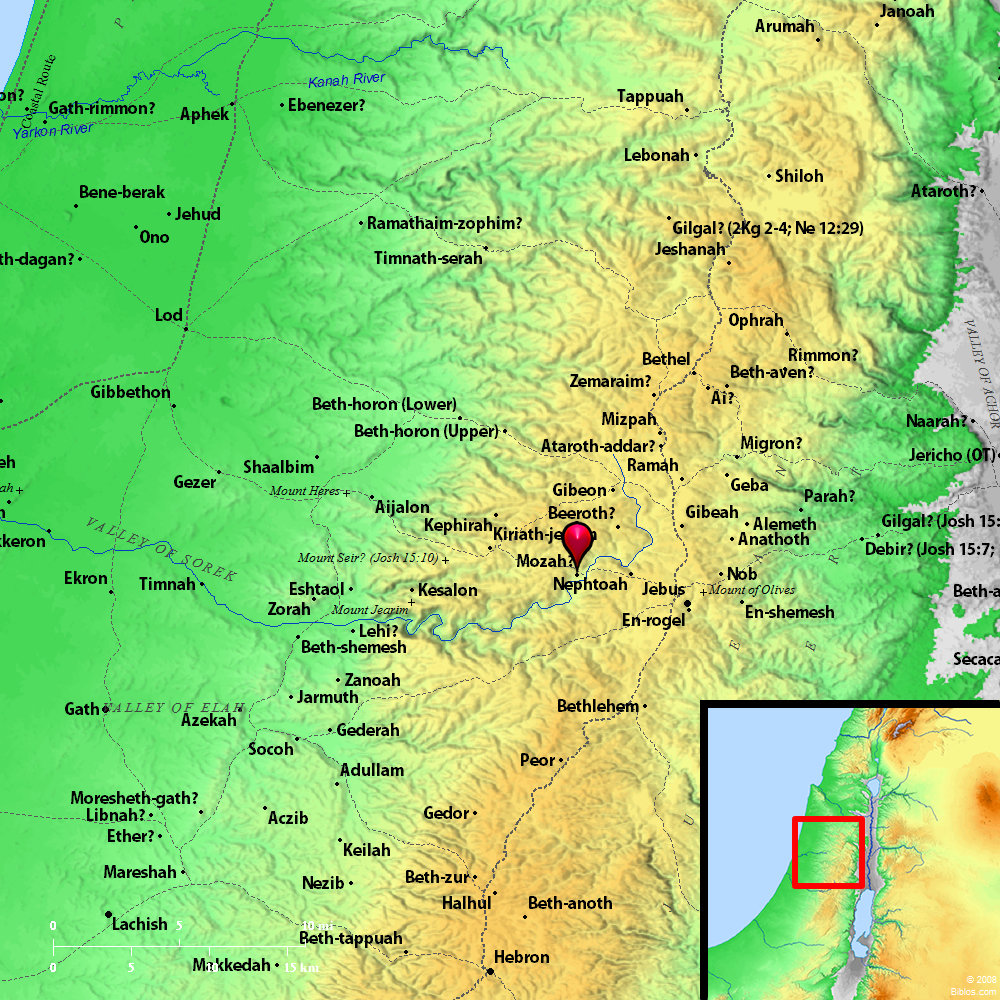 Janoah
Arumah
Coastal Route
Kanah River
Tappuah
on?
Gath-rimmon?
Aphek
Ebenezer?
Yarkon River
Lebonah
Shiloh
Ataroth?
Bene-berak
Jehud
Ono
Ramathaim-zophim?
Gilgal? (2Kg 2-4; Ne 12:29)
Jeshanah
th-dagan?
Timnath-serah
Lod
Ophrah
VALLEY OF ACHOR
Bethel
Rimmon?
Beth-aven?
Zemaraim?
Gibbethon
Ai?
Beth-horon (Lower)
Mizpah
Naarah?
Beth-horon (Upper)
Ataroth-addar?
Migron?
Jericho (OT)
eh
Shaalbim
Ramah
Gezer
Geba
ah
Mount Heres
Gibeon
Parah?
Aijalon
Beeroth?
Gibeah
Alemeth
Gilgal? (Josh 15:
Kephirah
Kiriath-je
Anathoth
kkeron
VALLEY OF SOREK
Mount Seir? (Josh 15:10)
Mozah?
Debir? (Josh 15:7;
Ekron
Timnah
Eshtaol
Kesalon
Nephtoah
Jebus
Nob
Mount of Olives
Beth-a
Zorah
Mount Jearim
En-rogel
En-shemesh
Lehi?
Beth-shemesh
Secaca
Zanoah
Jarmuth
Gath
VALLEY OF ELAH
Azekah
Bethlehem
Gederah
Socoh
Peor
Adullam
Moresheth-gath?
Libnah?
Aczib
Gedor
Ether?
Keilah
Mareshah
Nezib
Beth-zur
Halhul
Beth-anoth
Lachish
0 5 10 mi
Beth-tappuah
Hebron
Makkedah
0 5 10 15 km
© 2008
Biblos.com